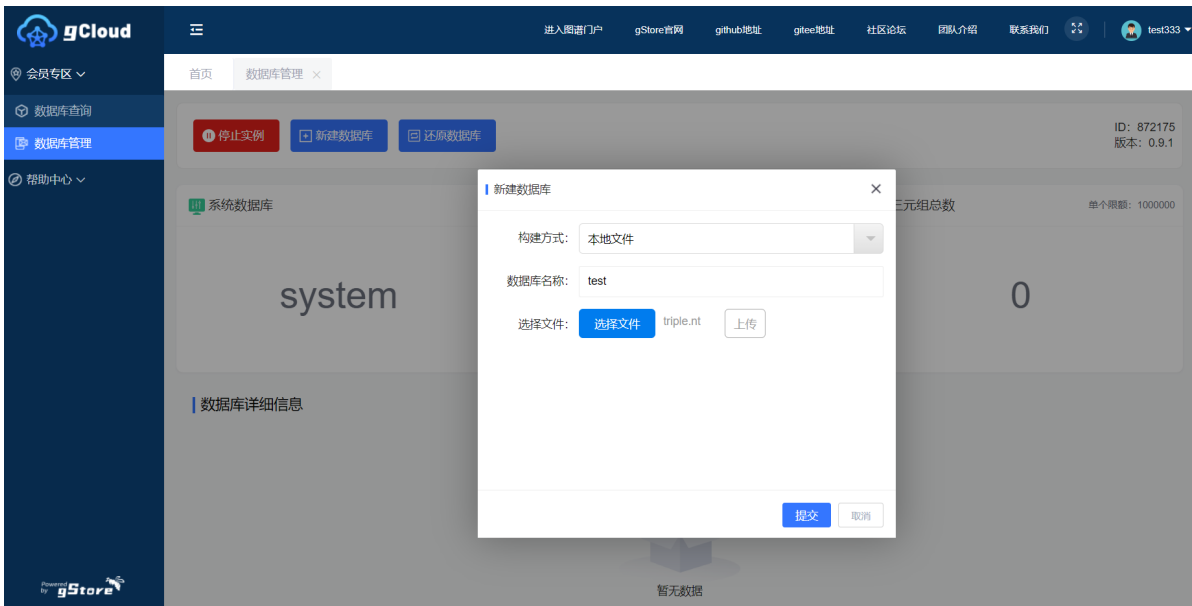 gCloud
进入图谱门户 gStore官网 github地址 gitee地址 社区论坛 团队介绍 联系我们 test333
会员专区
首页 数据库管理
数据库查询
数据库管理
帮助中心
停止实例 新建数据库 还原数据库
ID: 872175
版本: 0.9.1
系统数据库
三元组总数
单个限额: 1000000
system
0
新建数据库
构建方式: 本地文件
数据库名称: test
选择文件: 选择文件 triple.nt 上传
提交 取消
数据库详细信息
暂无数据
Powered by gStore